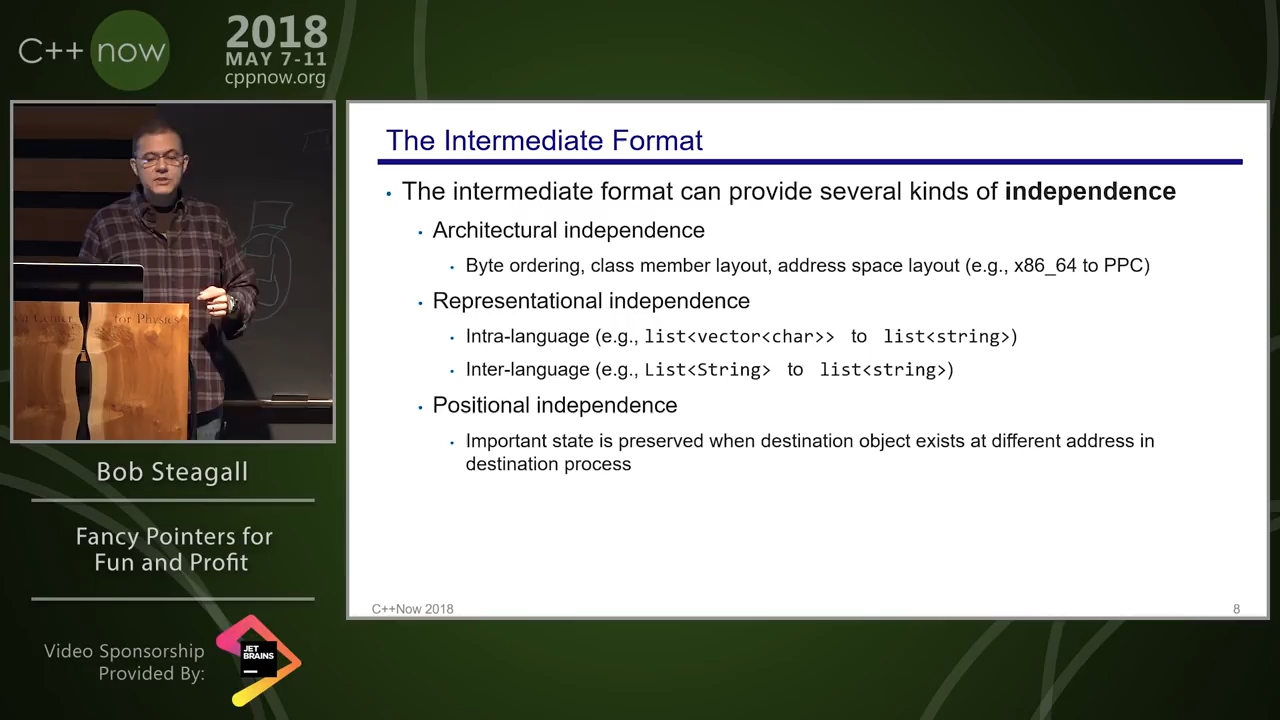 C++ now
2018
MAY 7-11
cppnow.org
for Physics
Bob Steagall
Fancy Pointers for
Fun and Profit
Video Sponsorship
Provided By:
JET
BRAINS
The Intermediate Format
• The intermediate format can provide several kinds of independence
• Architectural independence
• Byte ordering, class member layout, address space layout (e.g., x86_64 to PPC)
• Representational independence
• Intra-language (e.g., list<vector<char>> to list<string>)
• Inter-language (e.g., List<String> to list<string>)
• Positional independence
• Important state is preserved when destination object exists at different address in
destination process
C++Now 2018
8